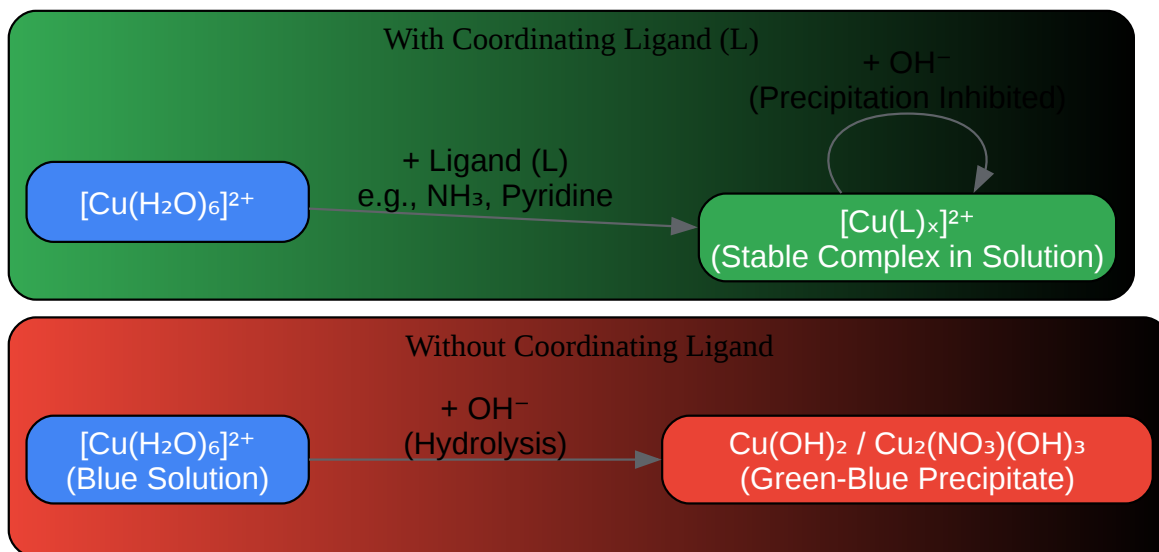 With Coordinating Ligand (L)
+ OH⁻
(Precipitation Inhibited)
+ Ligand (L)
e.g., NH₃, Pyridine
[Cu(H₂O)₆]²⁺
[Cu(L)ₓ]²⁺
(Stable Complex in Solution)
Without Coordinating Ligand
+ OH⁻
(Hydrolysis)
[Cu(H₂O)₆]²⁺
(Blue Solution)
Cu(OH)₂ / Cu₂(NO₃)(OH)₃
(Green-Blue Precipitate)